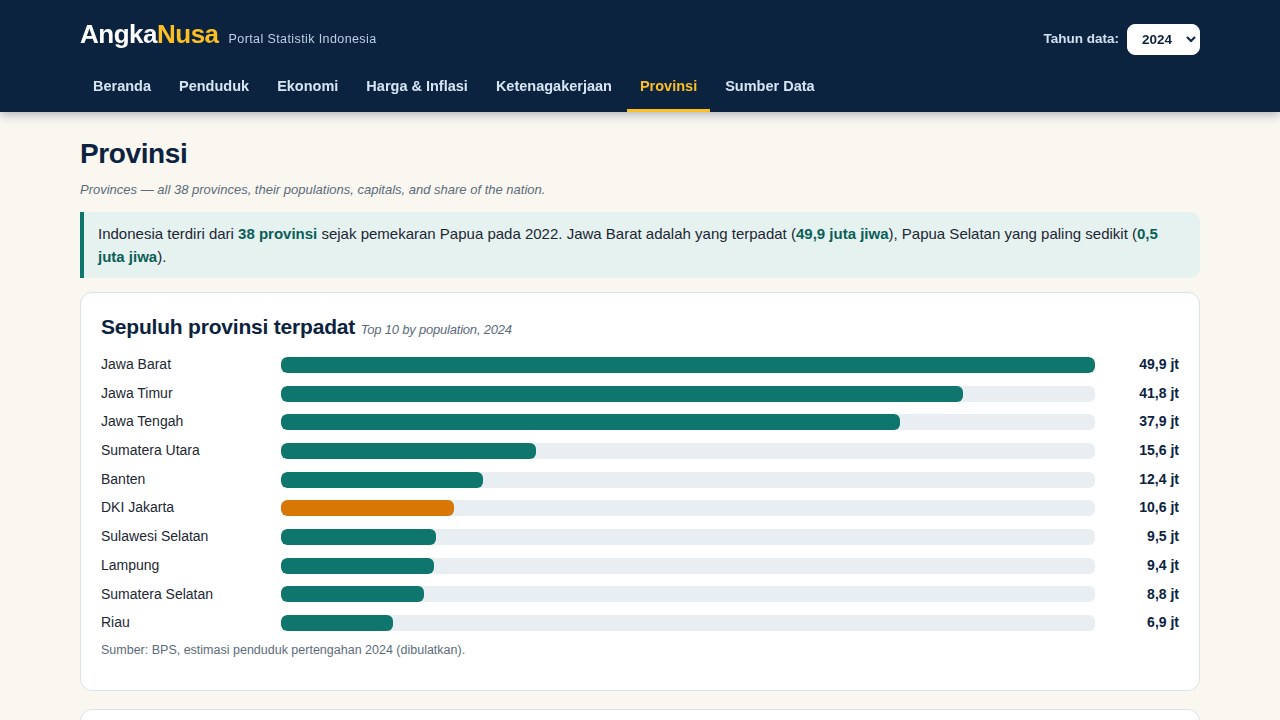 AngkaNusa Portal Statistik Indonesia
Tahun data: 2024
Beranda Penduduk Ekonomi Harga & Inflasi Ketenagakerjaan Provinsi Sumber Data
Provinsi
Provinces — all 38 provinces, their populations, capitals, and share of the nation.
Indonesia terdiri dari 38 provinsi sejak pemekaran Papua pada 2022. Jawa Barat adalah yang terpadat (49,9 juta jiwa), Papua Selatan yang paling sedikit (0,5
juta jiwa).
Sepuluh provinsi terpadat Top 10 by population, 2024
Jawa Barat 49,9 jt
Jawa Timur 41,8 jt
Jawa Tengah 37,9 jt
Sumatera Utara 15,6 jt
Banten 12,4 jt
DKI Jakarta 10,6 jt
Sulawesi Selatan 9,5 jt
Lampung 9,4 jt
Sumatera Selatan 8,8 jt
Riau 6,9 jt
Sumber: BPS, estimasi penduduk pertengahan 2024 (dibulatkan).